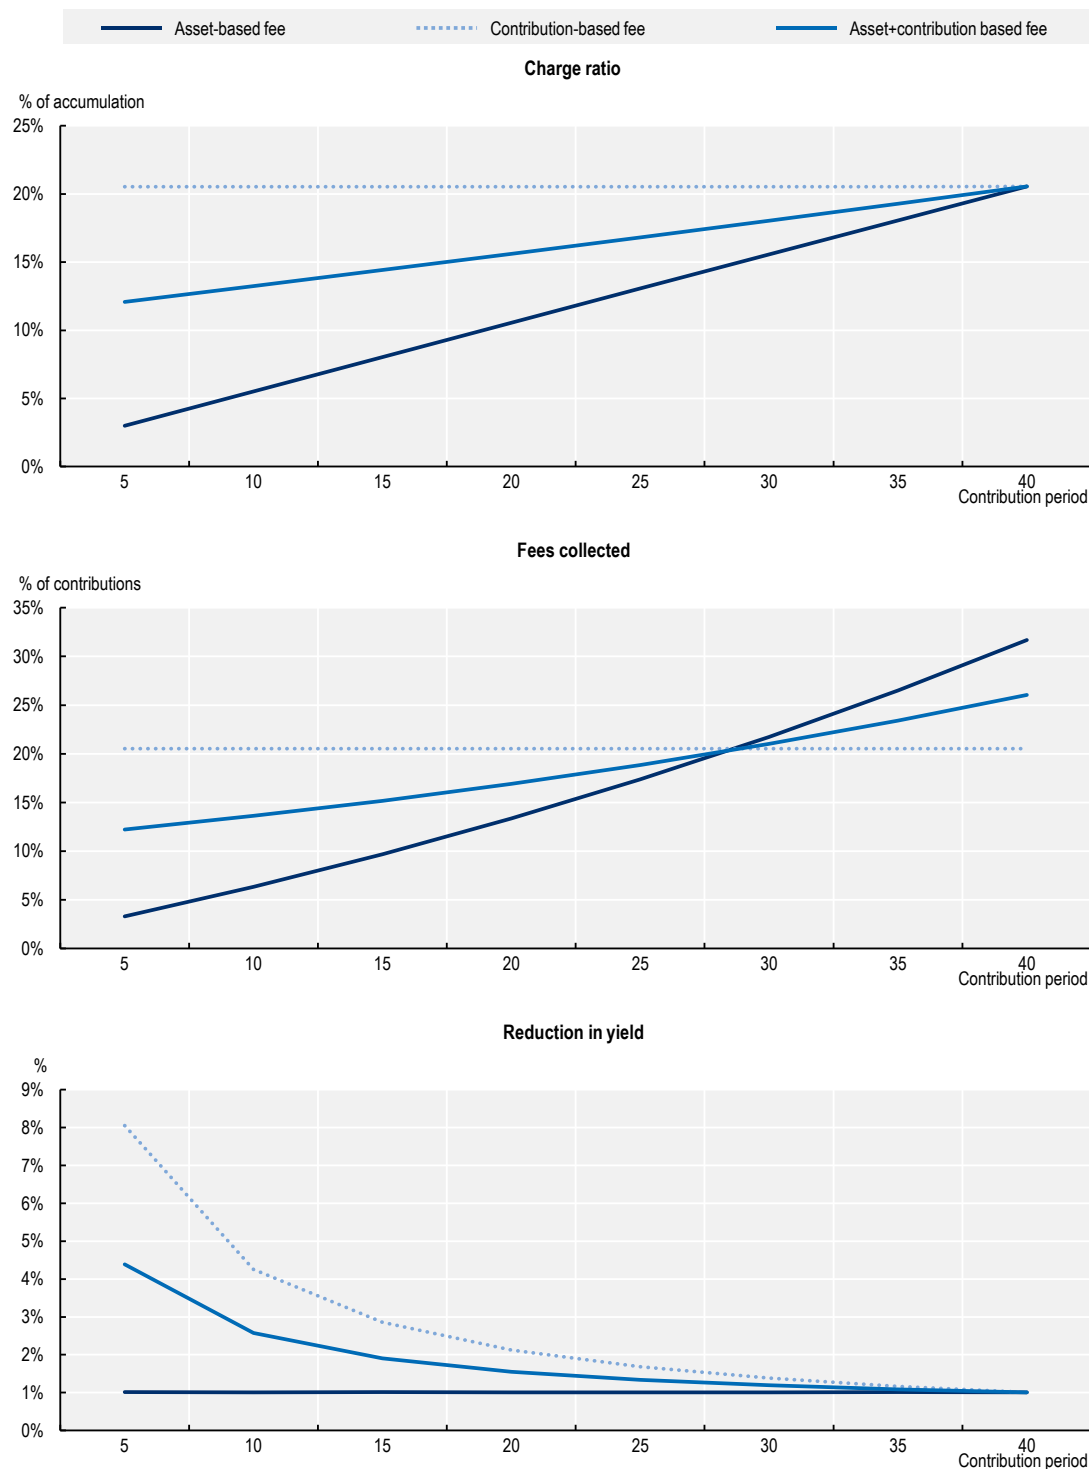 Asset-based fee Contribution-based fee Asset+contribution based fee
Charge ratio
% of accumulation
25%
20%
15%
10%
5%
0%
5 10 15 20 25 30 35 40
Contribution period
Fees collected
% of contributions
35%
30%
25%
20%
15%
10%
5%
0%
5 10 15 20 25 30 35 40
Contribution period
Reduction in yield
%
9%
8%
7%
6%
5%
4%
3%
2%
1%
0%
5 10 15 20 25 30 35 40
Contribution period